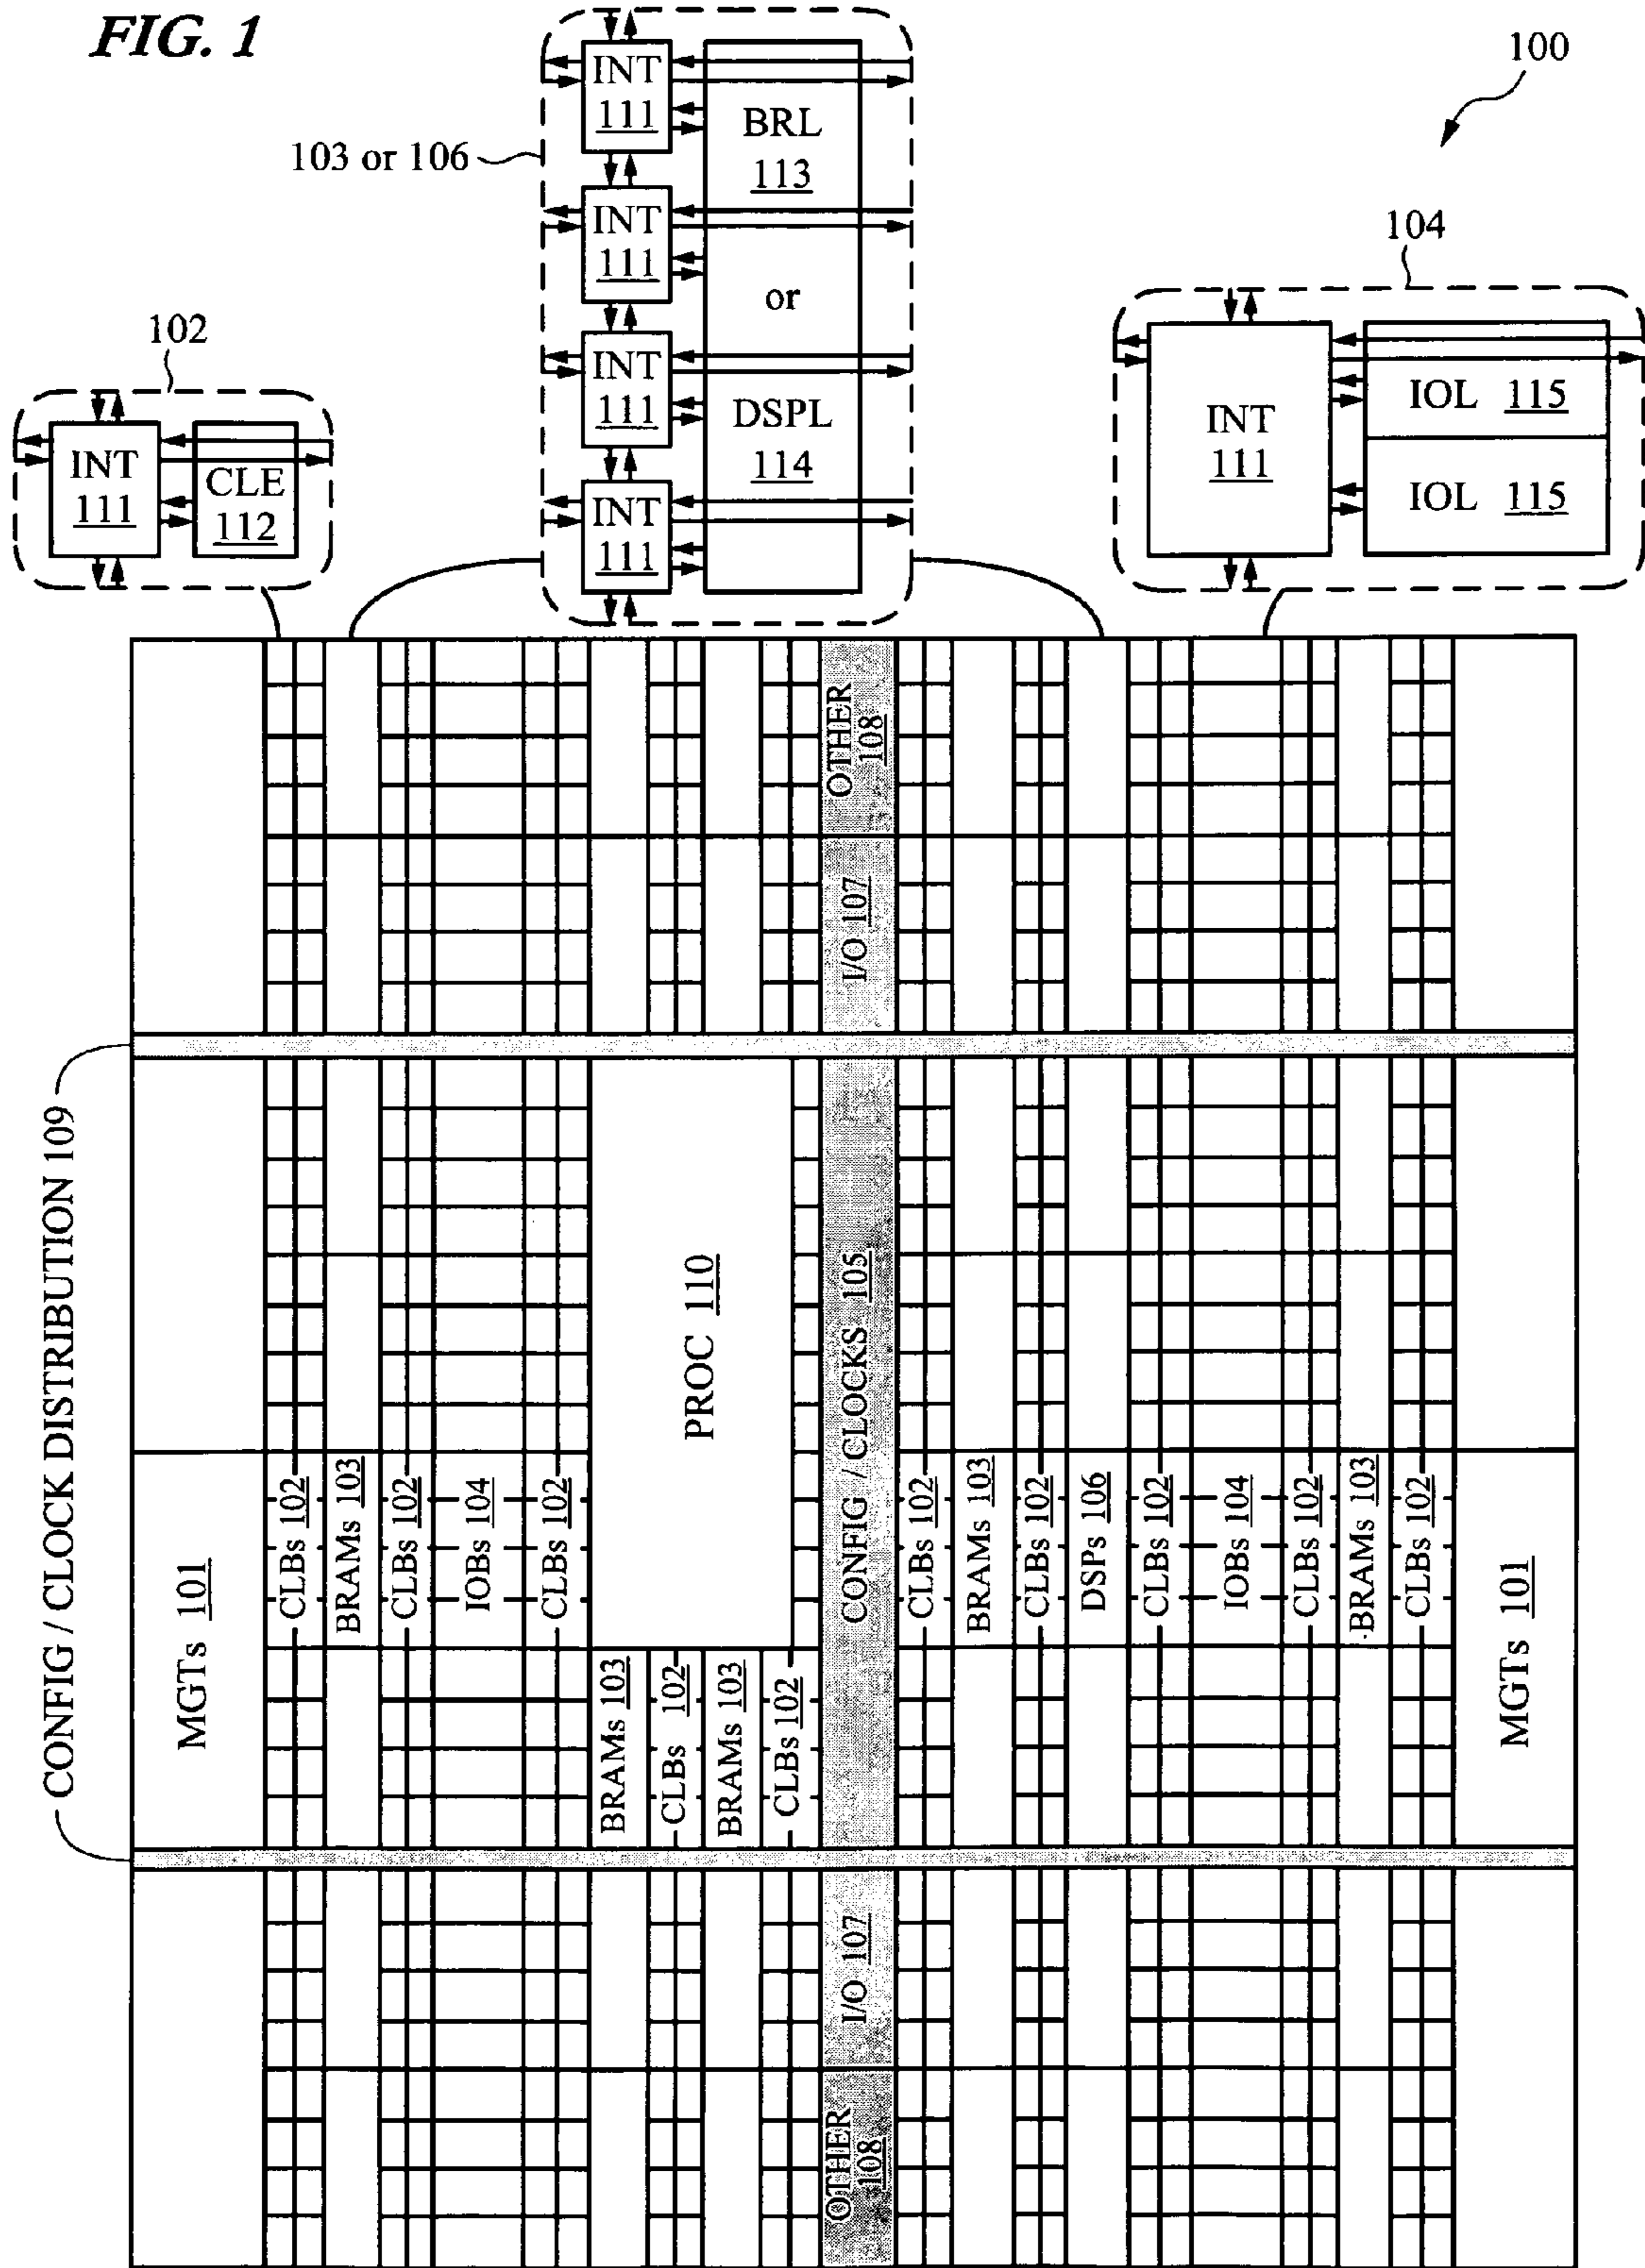 FIG. 1
100
103 or 106
INT
111
INT
111
INT
111
INT
111
BRL
113
or
DSPL
114
102
INT
111
CLE
112
104
INT
111
IOL 115
IOL 115
OTHER
108
I/O 107
CONFIG / CLOCK DISTRIBUTION 109
MGTs 101
CLBs 102
BRAMs 103
CLBs 102
IOBs 104
CLBs 102
PROC 110
BRAMs 103
CLBs 102
BRAMs 103
CLBs 102
CONFIG / CLOCKS 105
CLBs 102
BRAMs 103
CLBs 102
DSPs 106
CLBs 102
IOBs 104
CLBs 102
BRAMs 103
CLBs 102
MGTs 101
I/O 107
OTHER
108